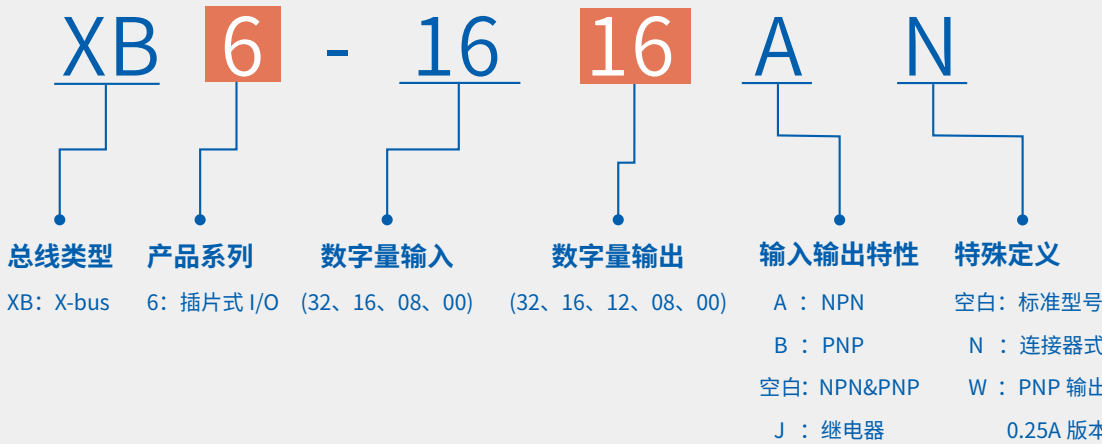 XB 6 - 16 16 A N
总线类型 产品系列 数字量输入 数字量输出 输入输出特性 特殊定义
XB：X-bus 6：插片式 I/O (32、16、08、00) (32、16、12、08、00) A ：NPN 空白：标准型号
B ：PNP N ：连接器式
空白：NPN&PNP W ：PNP 输出
J ：继电器 0.25A 版本